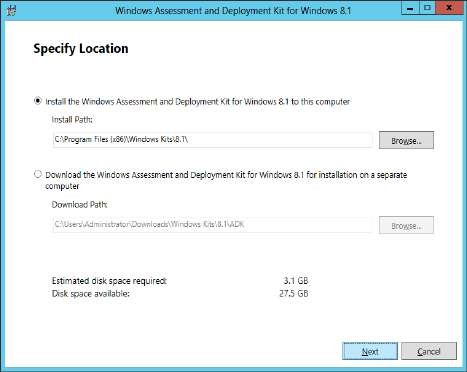 Windows Assessment and Deployment Kit for Windows 8.1
Specify Location
Install the Windows Assessment and Deployment Kit for Windows 8.1 to this computer
Install Path:
C:\Program Files (x86)\Windows Kits\8.1\
Browse...
Download the Windows Assessment and Deployment Kit for Windows 8.1 for installation on a separate
computer
Download Path:
C:\Users\Administrator\Downloads\Windows Kits\8.1\ADK
Browse...
Estimated disk space required: 3.1 GB
Disk space available: 27.5 GB
Next Cancel